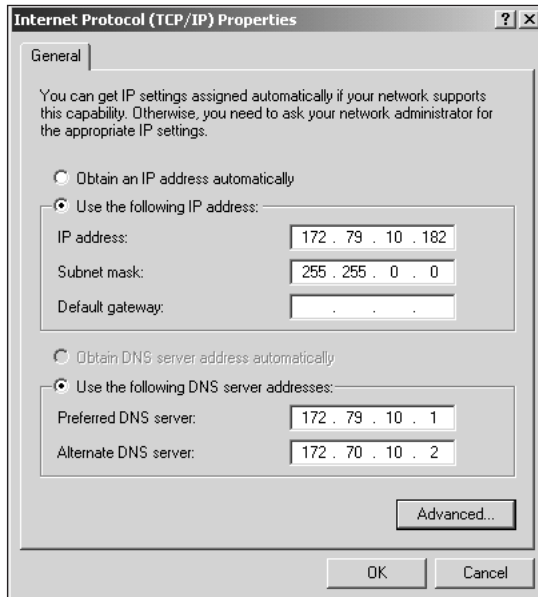 Internet Protocol (TCP/IP) Properties
General
You can get IP settings assigned automatically if your network supports
this capability. Otherwise, you need to ask your network administrator for
the appropriate IP settings.
Obtain an IP address automatically
Use the following IP address:
IP address: 172 . 79 . 10 . 182
Subnet mask: 255 . 255 . 0 . 0
Default gateway: . . .
Obtain DNS server address automatically
Use the following DNS server addresses:
Preferred DNS server: 172 . 79 . 10 . 1
Alternate DNS server: 172 . 70 . 10 . 2
Advanced...
OK Cancel